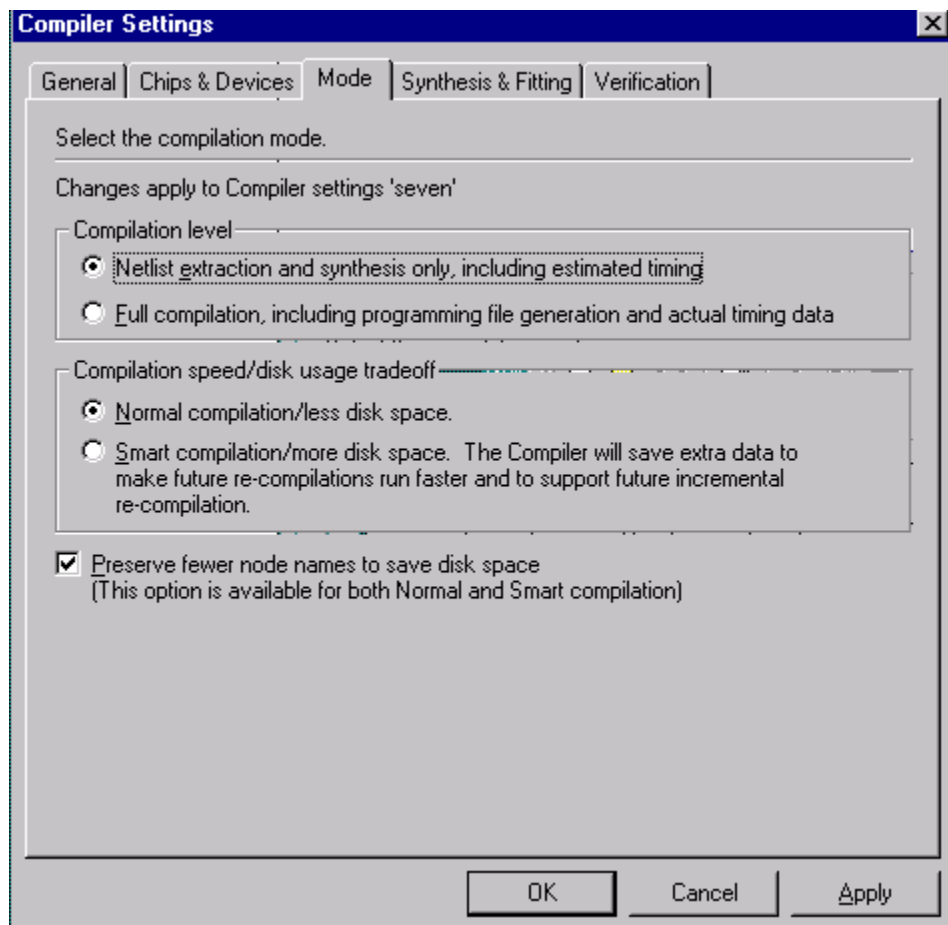 Compiler Settings
General Chips & Devices Mode Synthesis & Fitting Verification
Select the compilation mode.
Changes apply to Compiler settings 'seven'
Compilation level
Netlist extraction and synthesis only, including estimated timing
Full compilation, including programming file generation and actual timing data
Compilation speed/disk usage tradeoff
Normal compilation/less disk space.
Smart compilation/more disk space. The Compiler will save extra data to
make future re-compilations run faster and to support future incremental
re-compilation.
Preserve fewer node names to save disk space
(This option is available for both Normal and Smart compilation)
OK Cancel Apply